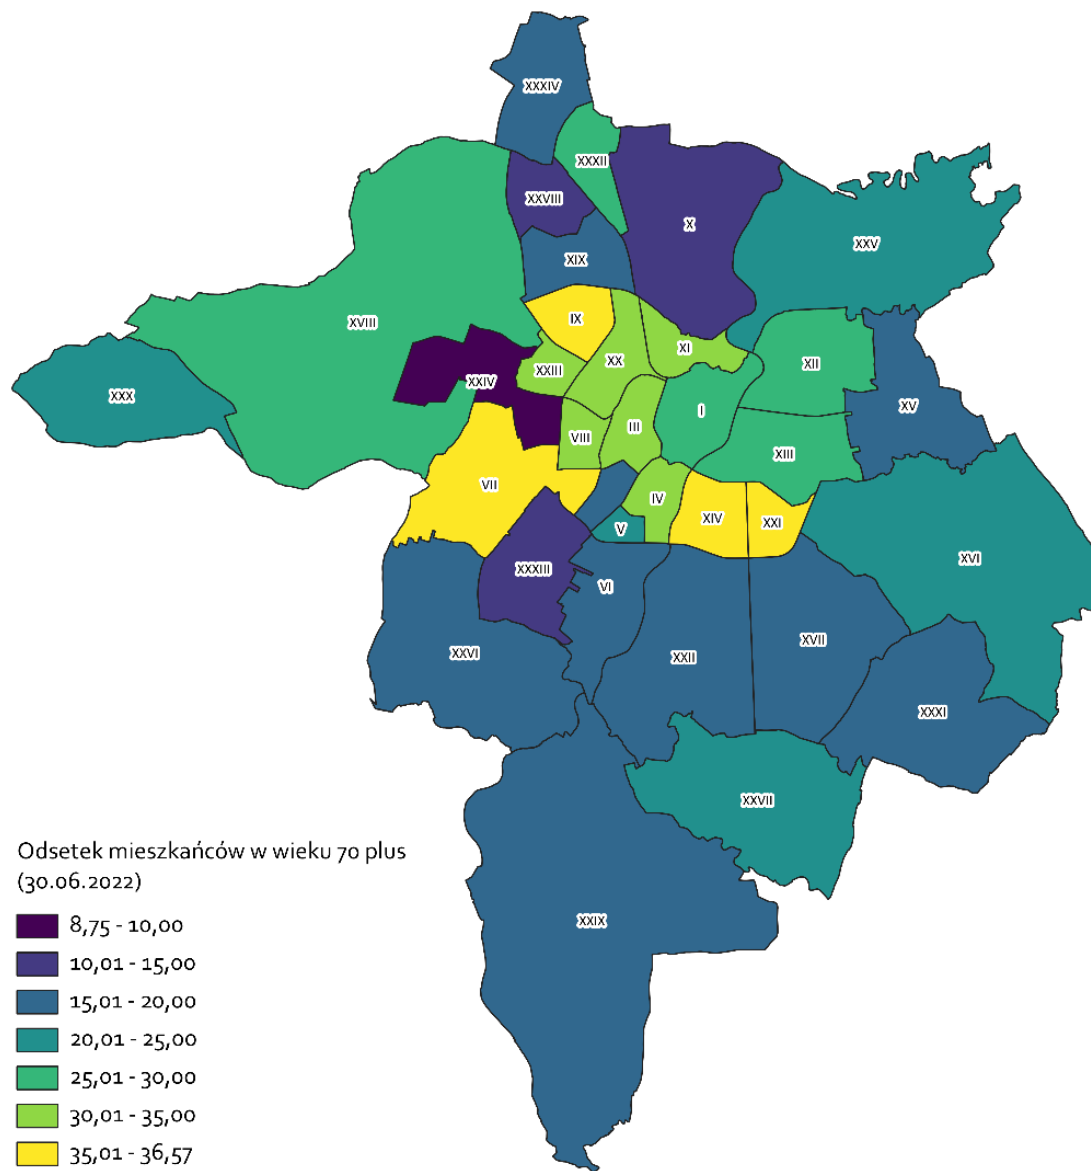 XXXIV
XXXII
XXVIII
X
XXV
XIX
IX
XVIII
XI
XX
XII
XXIII
XXX
XXIV
XV
I
III
VIII
XIII
VII
IV
XIV
XXI
V
XVI
XXXIII
VI
XVII
XXVI
XXII
XXXI
XXVII
Odsetek mieszkańców w wieku 70 plus
(30.06.2022)
8,75 - 10,00
XXIX
10,01 - 15,00
15,01 - 20,00
20,01 - 25,00
25,01 - 30,00
30,01 - 35,00
35,01 - 36,57